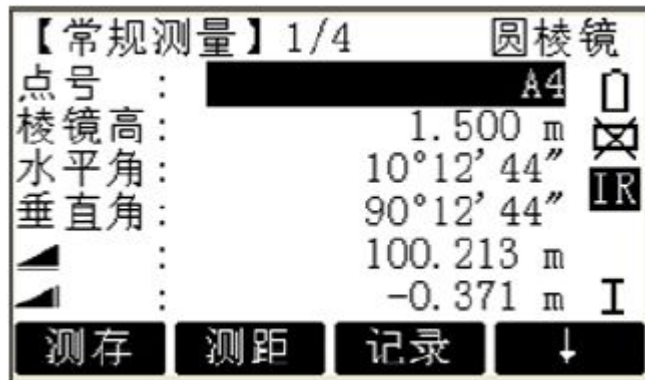 【常规测量】1/4 圆棱镜
点号 : A4
棱镜高: 1.500 m
水平角: 10°12′44″
垂直角: 90°12′44″
IR
: 100.213 m
: -0.371 m I
测存 测距 记录 ↓